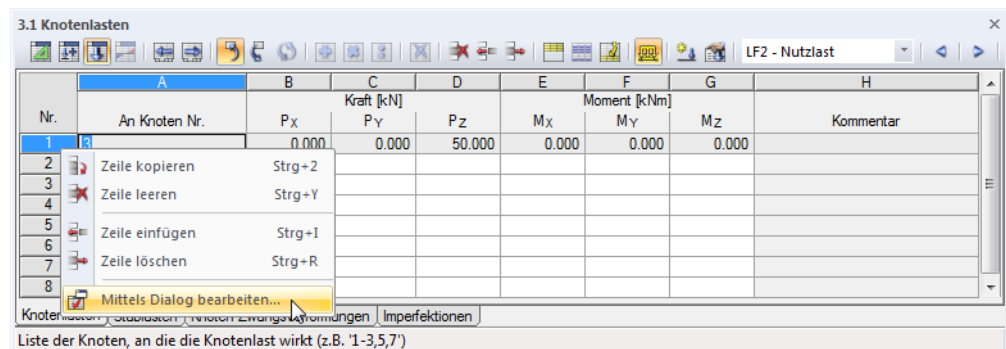 3.1 Knotenlasten
LF2 - Nutzlast
A B C D E F G H
Kraft [kN] Moment [kNm]
Nr. An Knoten Nr. PX PY PZ MX MY MZ Kommentar
1 3 0.000 0.000 50.000 0.000 0.000 0.000
2 Zeile kopieren Strg+2
3 Zeile leeren Strg+Y
4
5 Zeile einfügen Strg+I
6
7 Zeile löschen Strg+R
8
Mittels Dialog bearbeiten...
Imperfektionen
Liste der Knoten, an die die Knotenlast wirkt (z.B. '1-3,5,7')